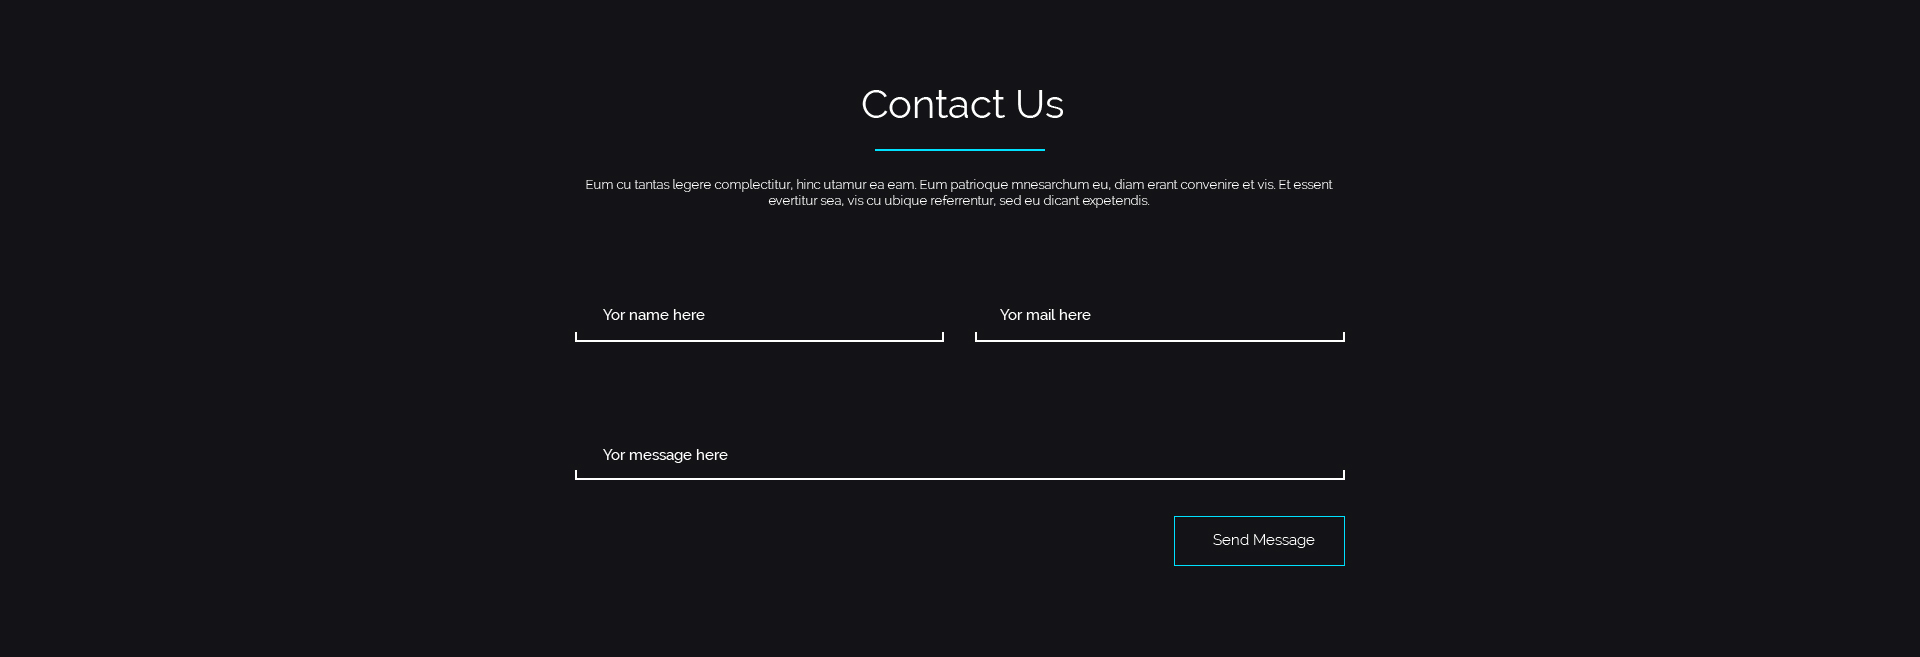 Contact Us
Eum cu tantas legere complectitur, hinc utamur ea eam. Eum patrioque mnesarchum eu, diam erant convenire et vis. Et essent
evertitur sea, vis cu ubique referrentur, sed eu dicant expetendis.
Yor name here
Yor mail here
Yor message here
Send Message